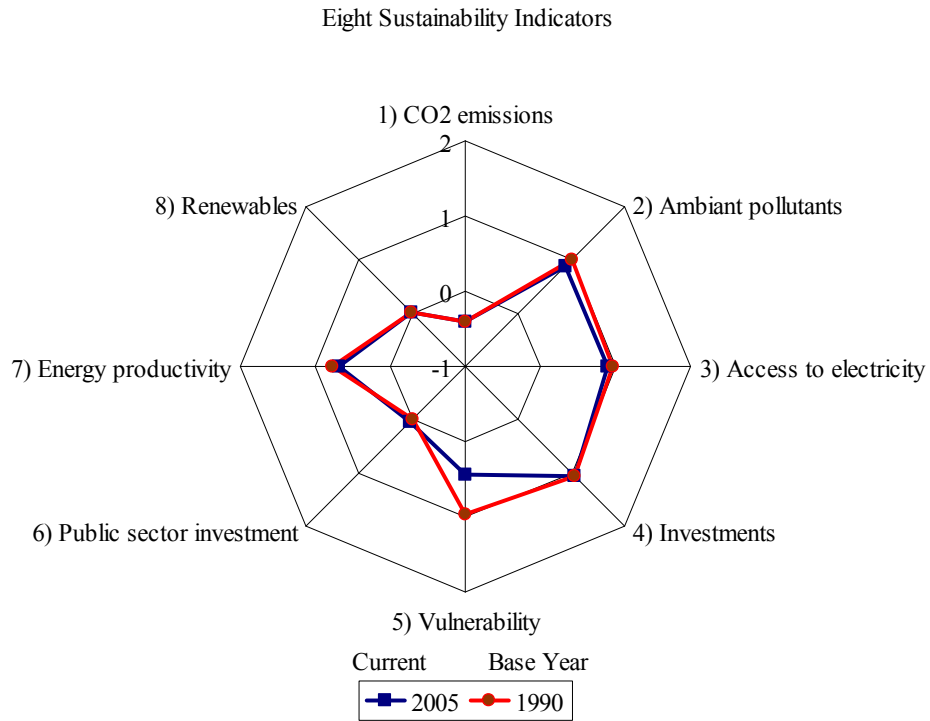 Eight Sustainability Indicators
1) CO2 emissions
2
8) Renewables
2) Ambiant pollutants
1
0
7) Energy productivity
-1
3) Access to electricity
6) Public sector investment
4) Investments
5) Vulnerability
Current Base Year
2005 1990